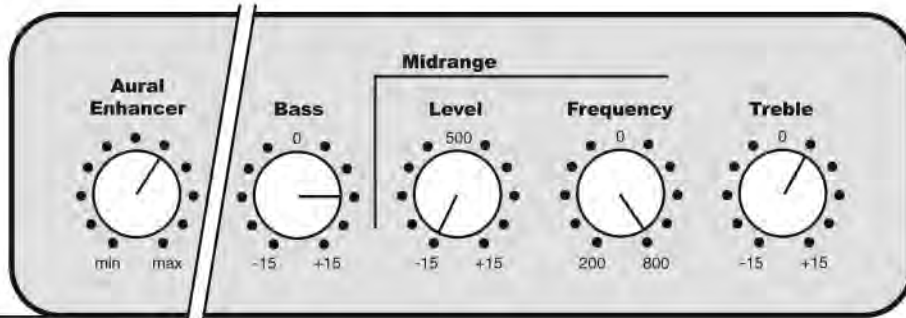 Midrange
Aural
Enhancer
Bass
Level
Frequency
Treble
0
500
0
0
min
max
-15
+15
-15
+15
200
800
-15
+15